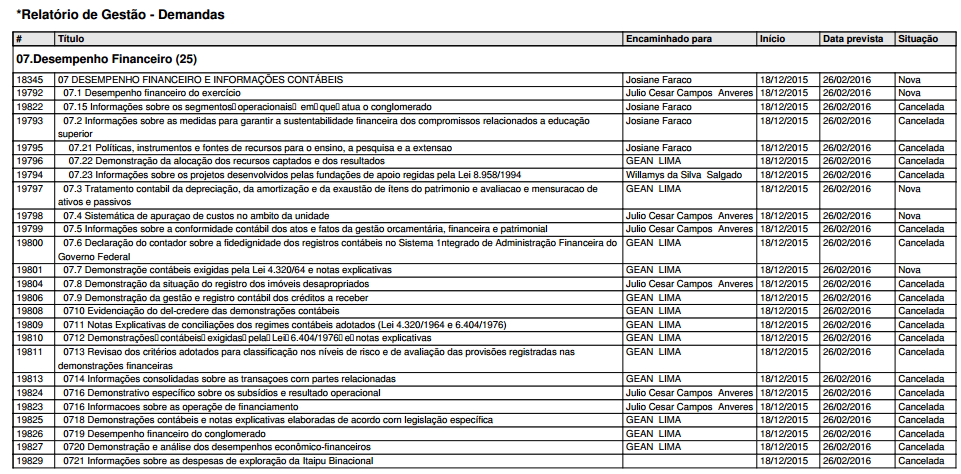 *Relatório de Gestão - Demandas
# Título Encaminhado para Início Data prevista Situação
07.Desempenho Financeiro (25)
18345 07 DESEMPENHO FINANCEIRO E INFORMAÇÕES CONTÁBEIS Josiane Faraco 18/12/2015 26/02/2016 Nova
19792 07.1 Desempenho financeiro do exercício Julio Cesar Campos Anveres 18/12/2015 26/02/2016 Nova
19822 07.15 Informações sobre os segmentos operacionais em que atua o conglomerado Josiane Faraco 18/12/2015 26/02/2016 Cancelada
19793 07.2 Informações sobre as medidas para garantir a sustentabilidade financeira dos compromissos relacionados a educação Josiane Faraco 18/12/2015 26/02/2016 Cancelada
superior
19795 07.21 Políticas, instrumentos e fontes de recursos para o ensino, a pesquisa e a extensao Josiane Faraco 18/12/2015 26/02/2016 Cancelada
19796 07.22 Demonstração da alocação dos recursos captados e dos resultados GEAN LIMA 18/12/2015 26/02/2016 Cancelada
19794 07.23 Informações sobre os projetos desenvolvidos pelas fundações de apoio regidas pela Lei 8.958/1994 Willamys da Silva Salgado 18/12/2015 26/02/2016 Cancelada
19797 07.3 Tratamento contabil da depreciação, da amortização e da exaustão de ítens do patrimonio e avaliacao e mensuracao de GEAN LIMA 18/12/2015 26/02/2016 Nova
ativos e passivos
19798 07.4 Sistemática de apuraçao de custos no ambito da unidade Julio Cesar Campos Anveres 18/12/2015 26/02/2016 Nova
19799 07.5 Informações sobre a conformidade contábil dos atos e fatos da gestão orcamentária, financeira e patrimonial Julio Cesar Campos Anveres 18/12/2015 26/02/2016 Cancelada
19800 07.6 Declaração do contador sobre a fidedignidade dos registros contábeis no Sistema 1ntegrado de Administração Financeira do GEAN LIMA 18/12/2015 26/02/2016 Cancelada
Governo Federal
19801 07.7 Demonstraçõe contábeis exigidas pela Lei 4.320/64 e notas explicativas GEAN LIMA 18/12/2015 26/02/2016 Nova
19804 07.8 Demonstração da situação do registro dos imóveis desapropriados Julio Cesar Campos Anveres 18/12/2015 26/02/2016 Cancelada
19806 07.9 Demonstração da gestão e registro contábil dos créditos a receber GEAN LIMA 18/12/2015 26/02/2016 Cancelada
19808 0710 Evidenciação do del-credere das demonstrações contábeis GEAN LIMA 18/12/2015 26/02/2016 Cancelada
19809 0711 Notas Explicativas de conciliações dos regimes contábeis adotados (Lei 4.320/1964 e 6.404/1976) GEAN LIMA 18/12/2015 26/02/2016 Cancelada
19810 0712 Demonstrações contábeis exigidas pela Lei 6.404/1976 e notas explicativas GEAN LIMA 18/12/2015 26/02/2016 Cancelada
19811 0713 Revisao dos critérios adotados para classificação nos níveis de risco e de avaliação das provisões registradas nas GEAN LIMA 18/12/2015 26/02/2016 Cancelada
demonstrações financeiras
19813 0714 Informações consolidadas sobre as transaçoes corn partes relacionadas GEAN LIMA 18/12/2015 26/02/2016 Cancelada
19824 0716 Demonstrativo específico sobre os subsídios e resultado operacional Julio Cesar Campos Anveres 18/12/2015 26/02/2016 Cancelada
19823 0716 Informacoes sobre as operaçõe de financiamento Julio Cesar Campos Anveres 18/12/2015 26/02/2016 Cancelada
19825 0718 Demonstrações contábeis e notas explicativas elaboradas de acordo corn legislação específica GEAN LIMA 18/12/2015 26/02/2016 Cancelada
19826 0719 Desempenho financeiro do conglomerado GEAN LIMA 18/12/2015 26/02/2016 Cancelada
19827 0720 Demonstração e análise dos desempenhos econômico-financeiros GEAN LIMA 18/12/2015 26/02/2016 Cancelada
19829 0721 Informações sobre as despesas de exploração da Itaipu Binacional 18/12/2015 26/02/2016 Cancelada